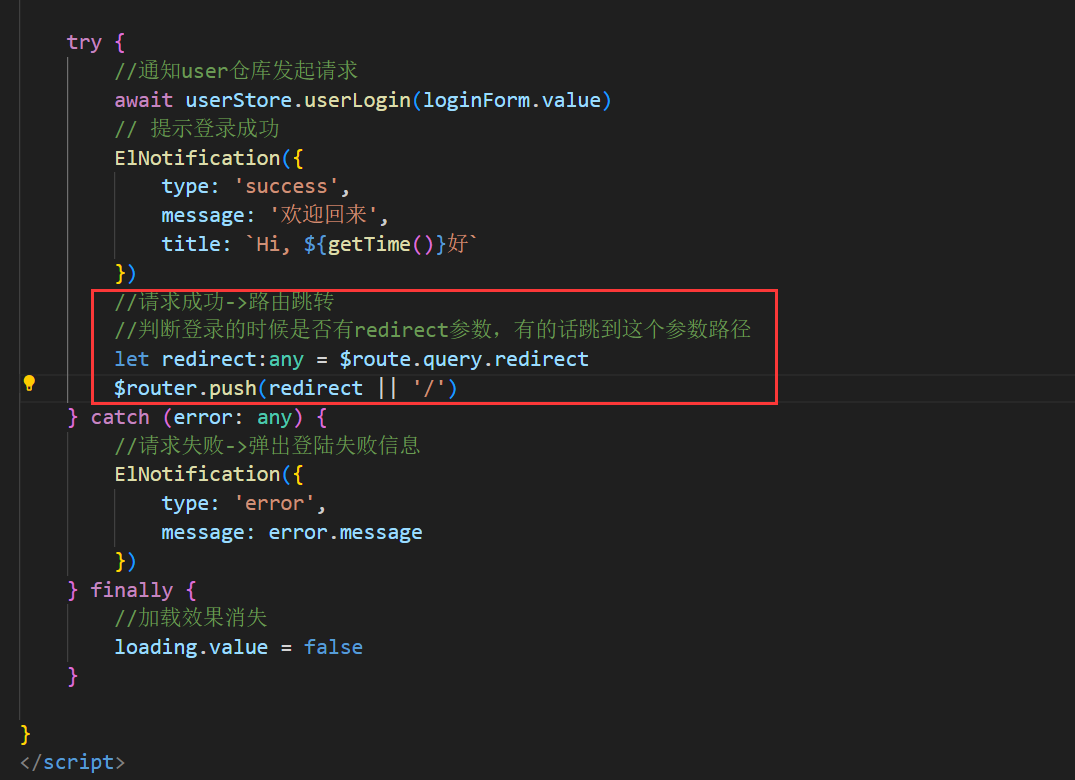 try {
//通知user仓库发起请求
await userStore.userLogin(loginForm.value)
// 提示登录成功
ElNotification({
type: 'success',
message: '欢迎回来',
title: `Hi, ${getTime()}好`
})
//请求成功->路由跳转
//判断登录的时候是否有redirect参数，有的话跳到这个参数路径
let redirect:any = $route.query.redirect
$router.push(redirect || '/')
} catch (error: any) {
//请求失败->弹出登陆失败信息
ElNotification({
type: 'error',
message: error.message
})
} finally {
//加载效果消失
loading.value = false
}
}
</script>